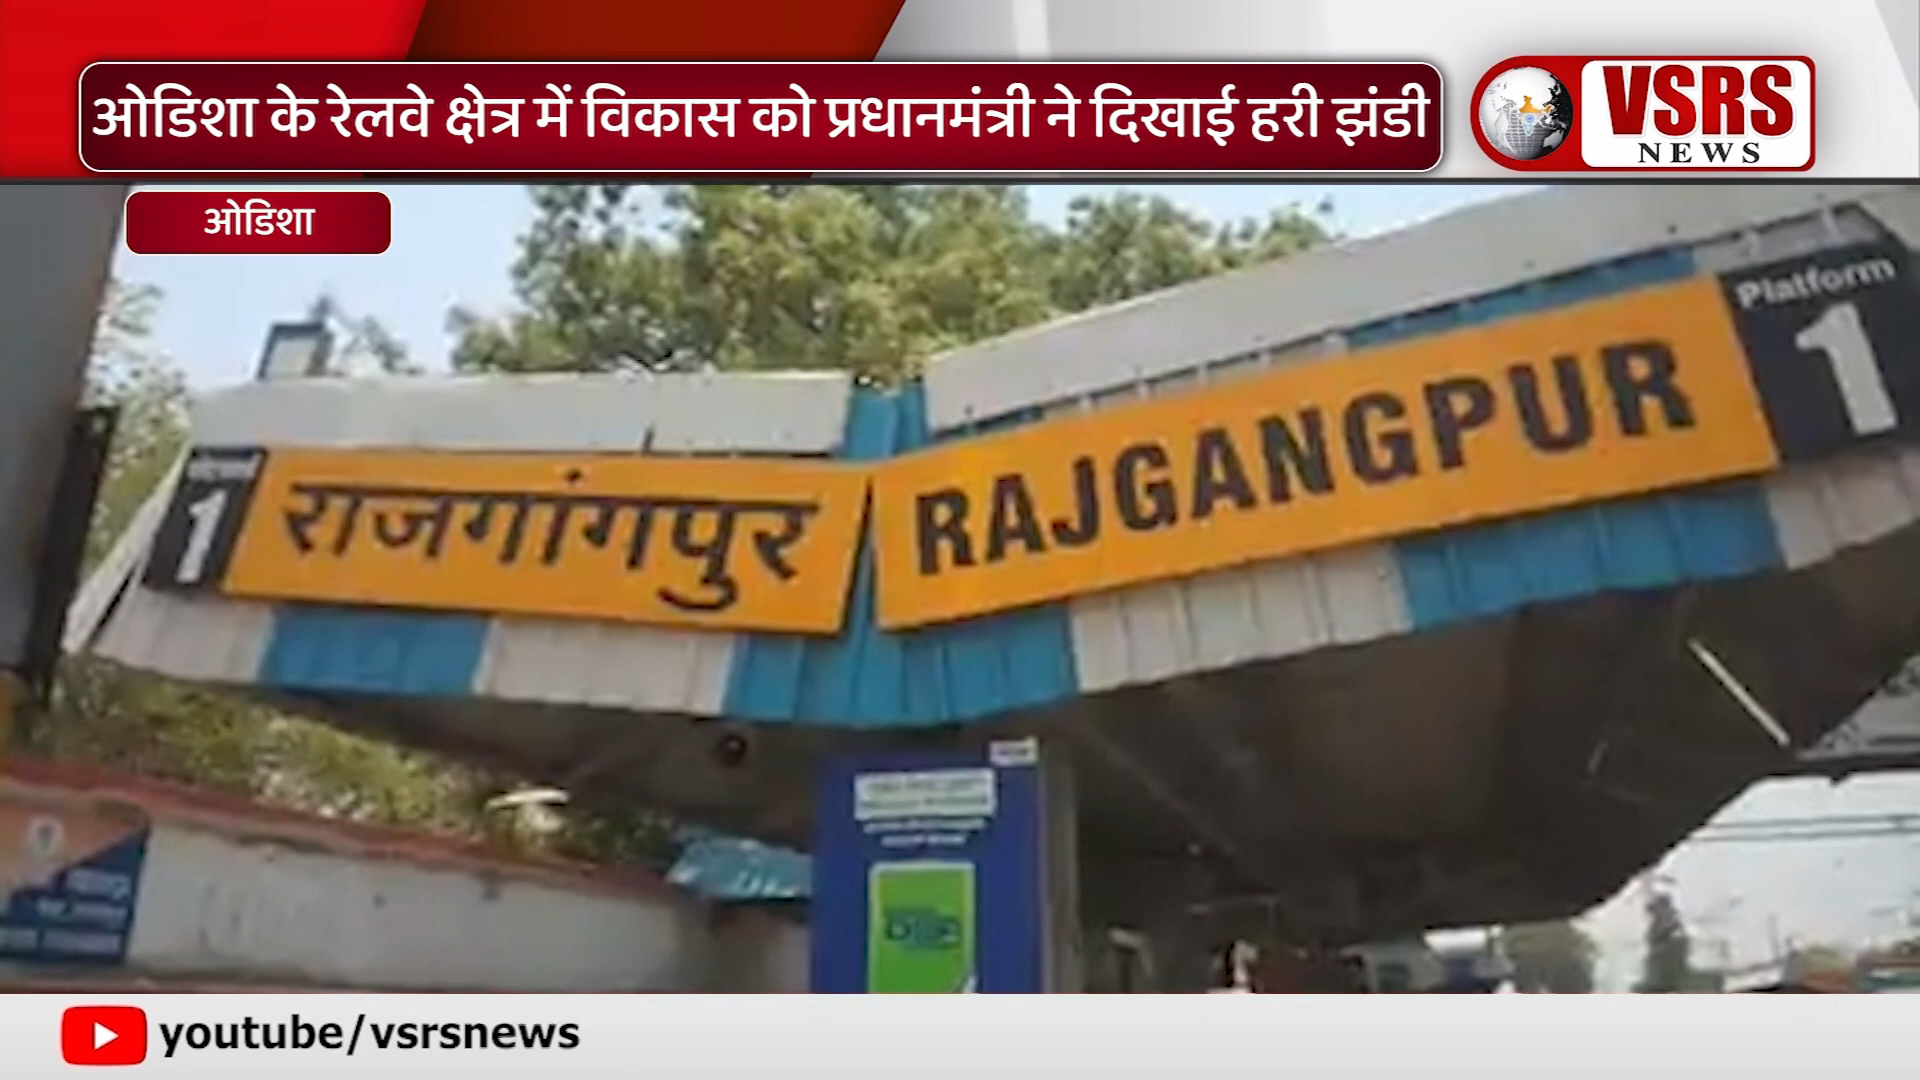 ओडिशा के रेलवे क्षेत्र में विकास को प्रधानमंत्री ने दिखाई हरी झंडी
VSRS
NEWS
ओडिशा
Platform
1
1
राजगांगपुर
RAJGANGPUR
youtube/vsrsnews